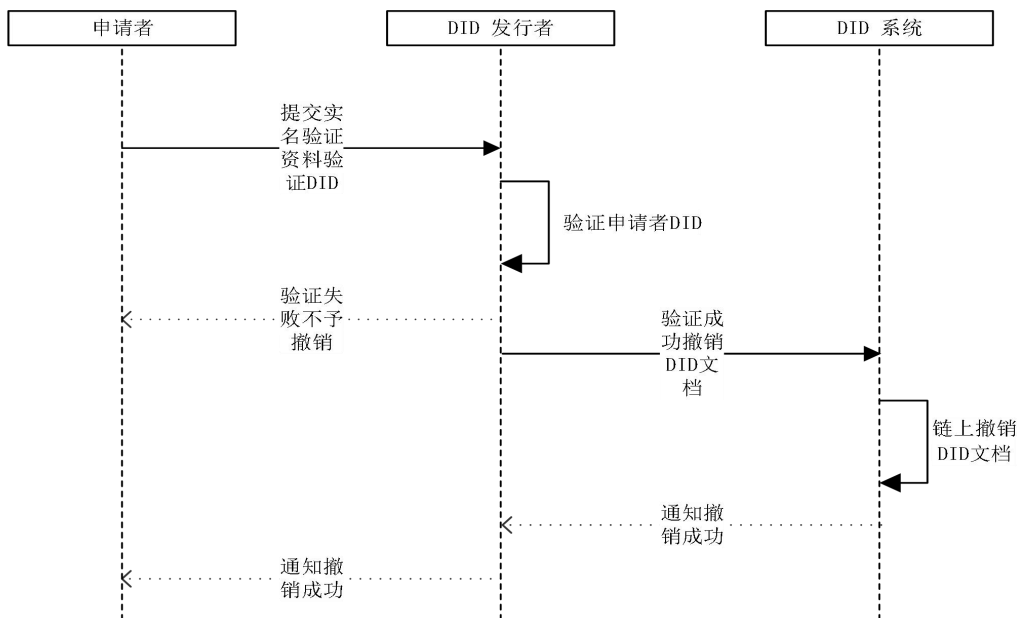 申请者
DID 发行者
DID 系统
提交实
名验证
资料验
证DID
验证申请者DID
验证失
败不予
撤销
验证成
功撤销
DID文
档
链上撤销
DID文档
通知撤
销成功
通知撤
销成功